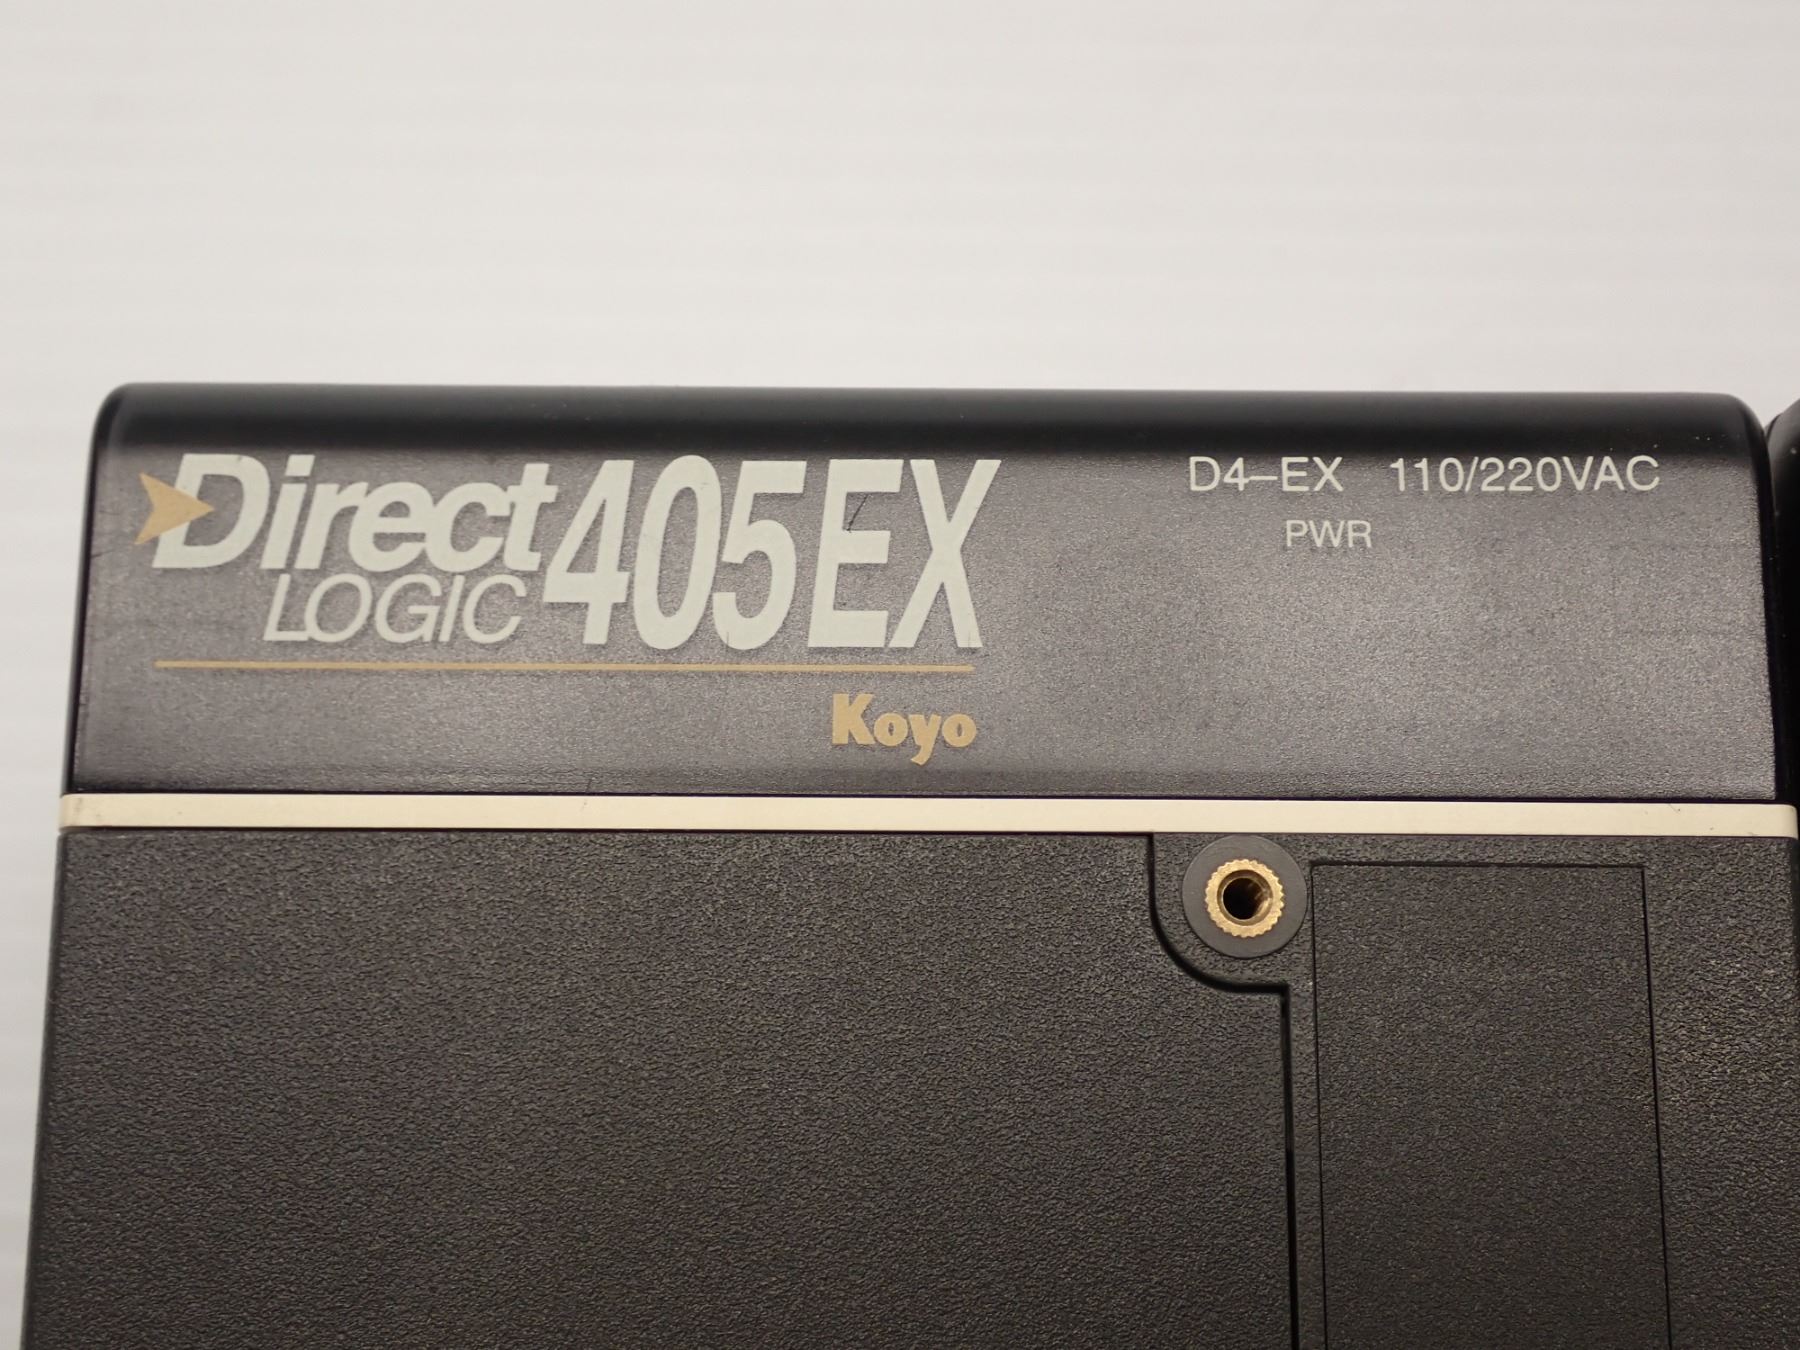 Direct LOGIC 405EX
Koyo
D4-EX 110/220VAC
PWR